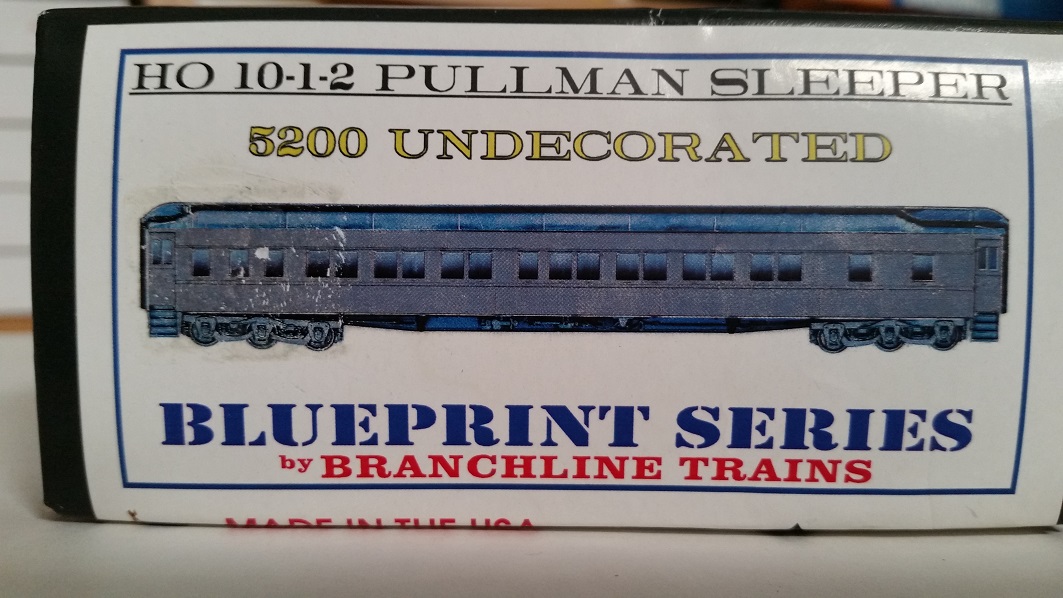 HO 10-1-2 PULLMAN SLEEPER
5200 UNDECORATED
BLUEPRINT SERIES
by BRANCHLINE TRAINS
MADE IN THE USA